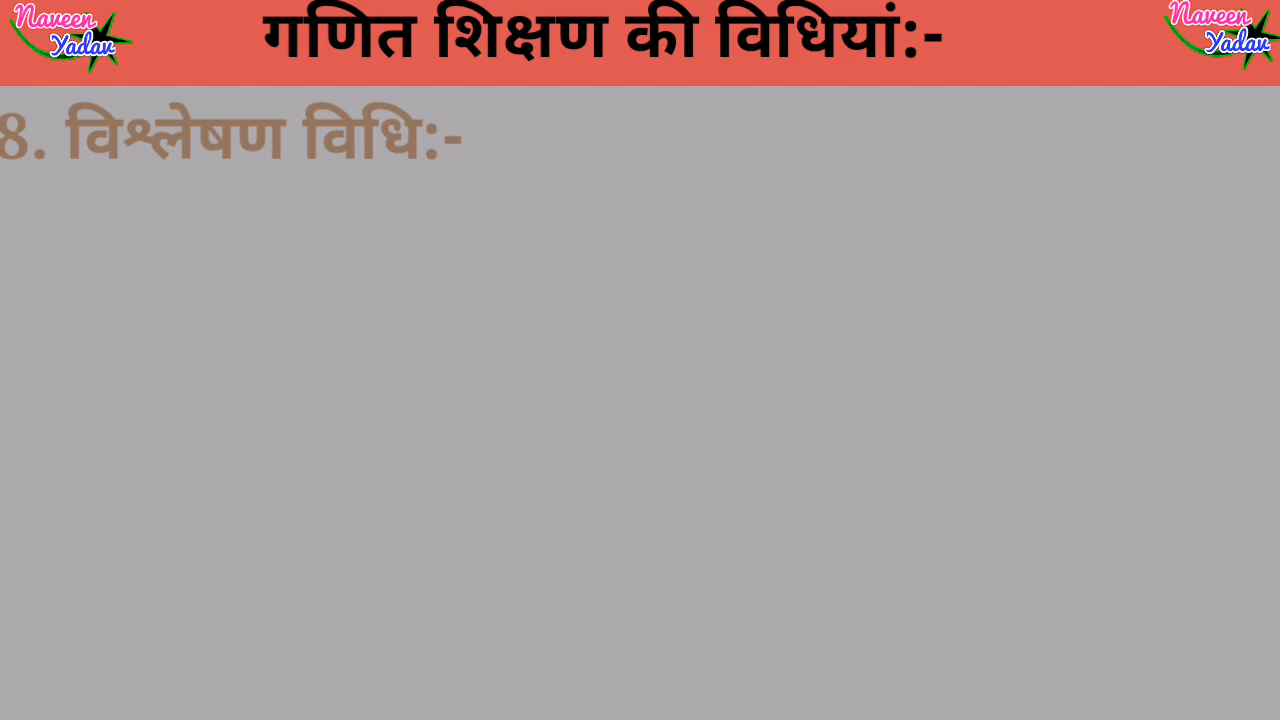 Naveen
Yadav
गणित शिक्षण की विधियां:-
Naveen
Yadav
8. विश्लेषण विधि:-